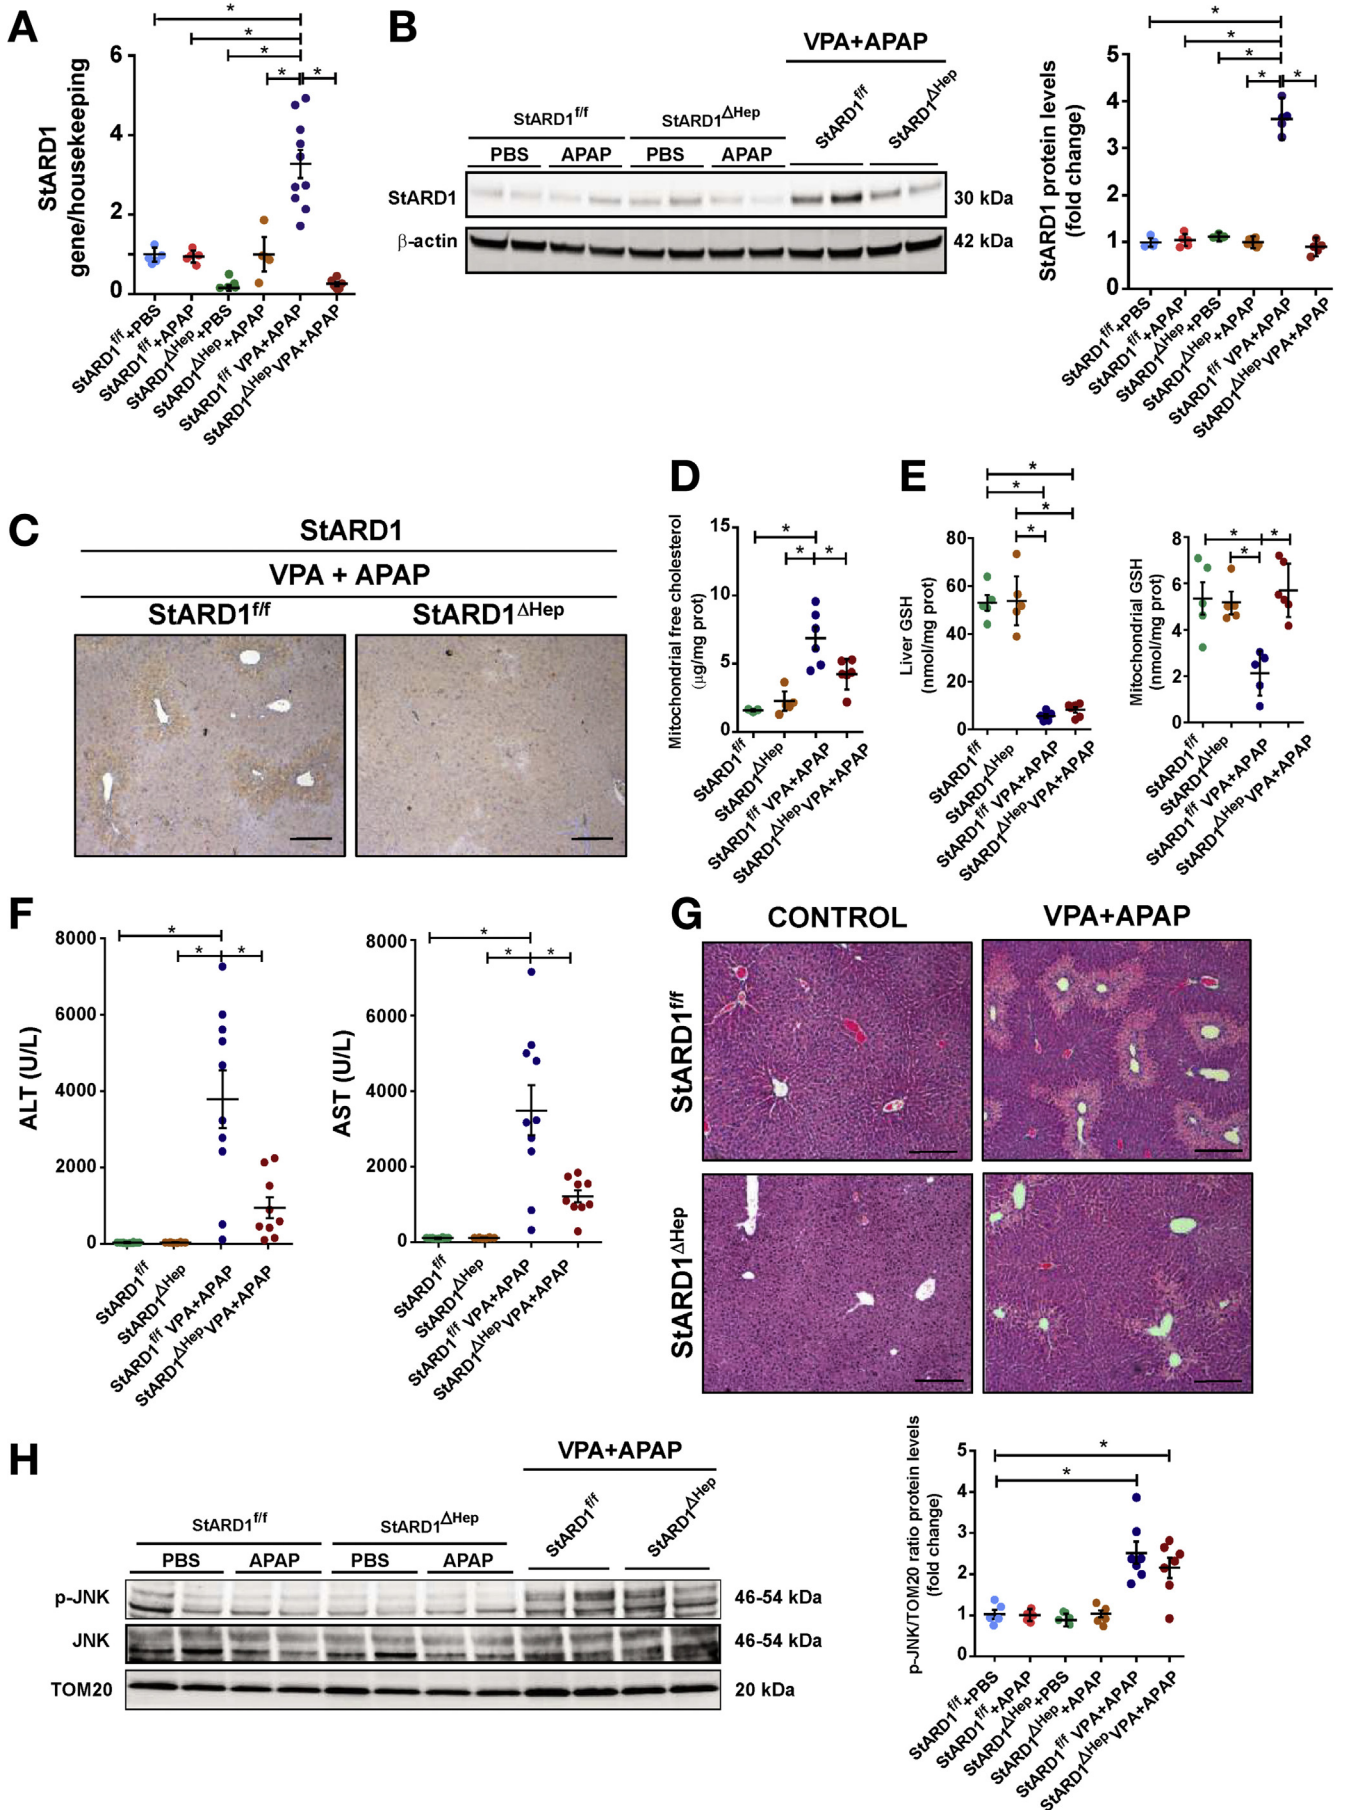 A
StARD1
gene/housekeeping
6
4
2
0
*
*
*
*
*
StARD1f/f+PBS
StARD1f/f+APAP
StARD1ΔHep+PBS
StARD1ΔHep+APAP
StARD1f/f VPA+APAP
StARD1ΔHep VPA+APAP
B
VPA+APAP
StARD1f/f
StARD1ΔHep
StARD1f/f
StARD1ΔHep
PBS
APAP
PBS
APAP
StARD1
30 kDa
β-actin
42 kDa
StARD1 protein levels
(fold change)
5
4
3
2
1
0
*
*
*
*
*
StARD1f/f+PBS
StARD1f/f+APAP
StARD1ΔHep+PBS
StARD1ΔHep+APAP
StARD1f/f VPA+APAP
StARD1ΔHep VPA+APAP
C
StARD1
VPA + APAP
StARD1f/f
StARD1ΔHep
D
Mitochondrial free cholesterol
(μg/mg prot)
15
10
5
0
*
*
*
StARD1f/f
StARD1ΔHep
StARD1f/f VPA+APAP
StARD1ΔHep VPA+APAP
E
Liver GSH
(nmol/mg prot)
80
60
40
20
0
*
*
*
*
StARD1f/f
StARD1ΔHep
StARD1f/f VPA+APAP
StARD1ΔHep VPA+APAP
Mitochondrial GSH
(nmol/mg prot)
8
6
4
2
0
*
*
*
StARD1f/f
StARD1ΔHep
StARD1f/f VPA+APAP
StARD1ΔHep VPA+APAP
F
ALT (U/L)
8000
6000
4000
2000
0
*
*
*
StARD1f/f
StARD1ΔHep
StARD1f/f VPA+APAP
StARD1ΔHep VPA+APAP
AST (U/L)
8000
6000
4000
2000
0
*
*
*
StARD1f/f
StARD1ΔHep
StARD1f/f VPA+APAP
StARD1ΔHep VPA+APAP
G
CONTROL
VPA+APAP
StARD1f/f
StARD1ΔHep
H
VPA+APAP
StARD1f/f
StARD1ΔHep
StARD1f/f
StARD1ΔHep
PBS
APAP
PBS
APAP
p-JNK
46-54 kDa
JNK
46-54 kDa
TOM20
20 kDa
p-JNK/TOM20 ratio protein levels
(fold change)
5
4
3
2
1
0
*
*
StARD1f/f+PBS
StARD1f/f+APAP
StARD1ΔHep+PBS
StARD1ΔHep+APAP
StARD1f/f VPA+APAP
StARD1ΔHep VPA+APAP